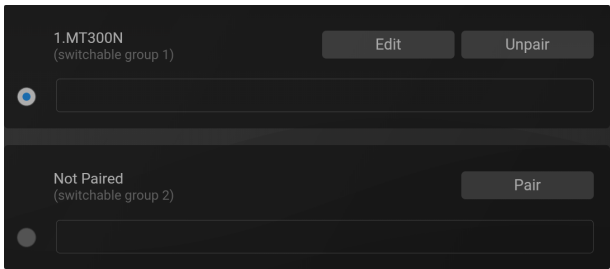 1.MT300N
(switchable group 1)
Edit
Unpair
Not Paired
(switchable group 2)
Pair